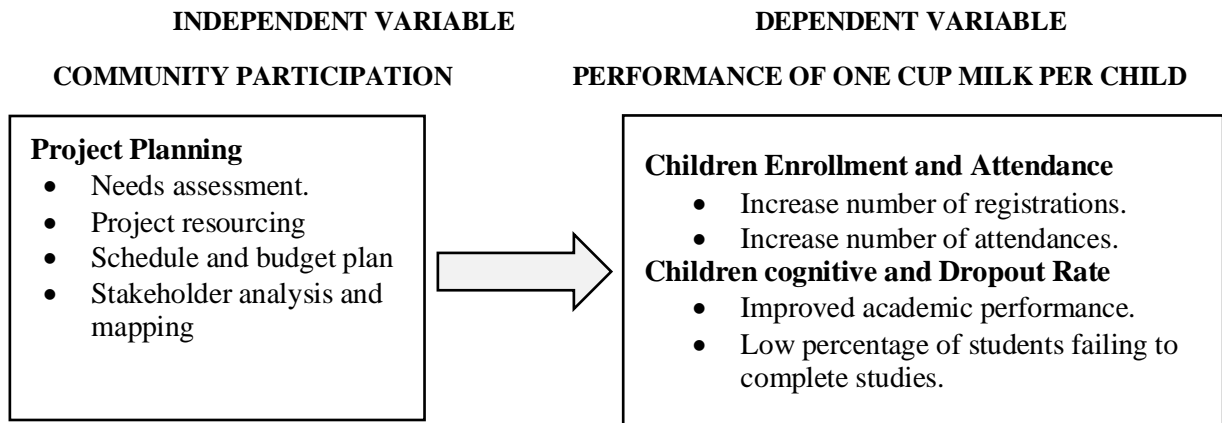 INDEPENDENT VARIABLE
DEPENDENT VARIABLE
COMMUNITY PARTICIPATION
PERFORMANCE OF ONE CUP MILK PER CHILD
Project Planning
• Needs assessment.
• Project resourcing
• Schedule and budget plan
• Stakeholder analysis and
mapping
Children Enrollment and Attendance
• Increase number of registrations.
• Increase number of attendances.
Children cognitive and Dropout Rate
• Improved academic performance.
• Low percentage of students failing to
complete studies.